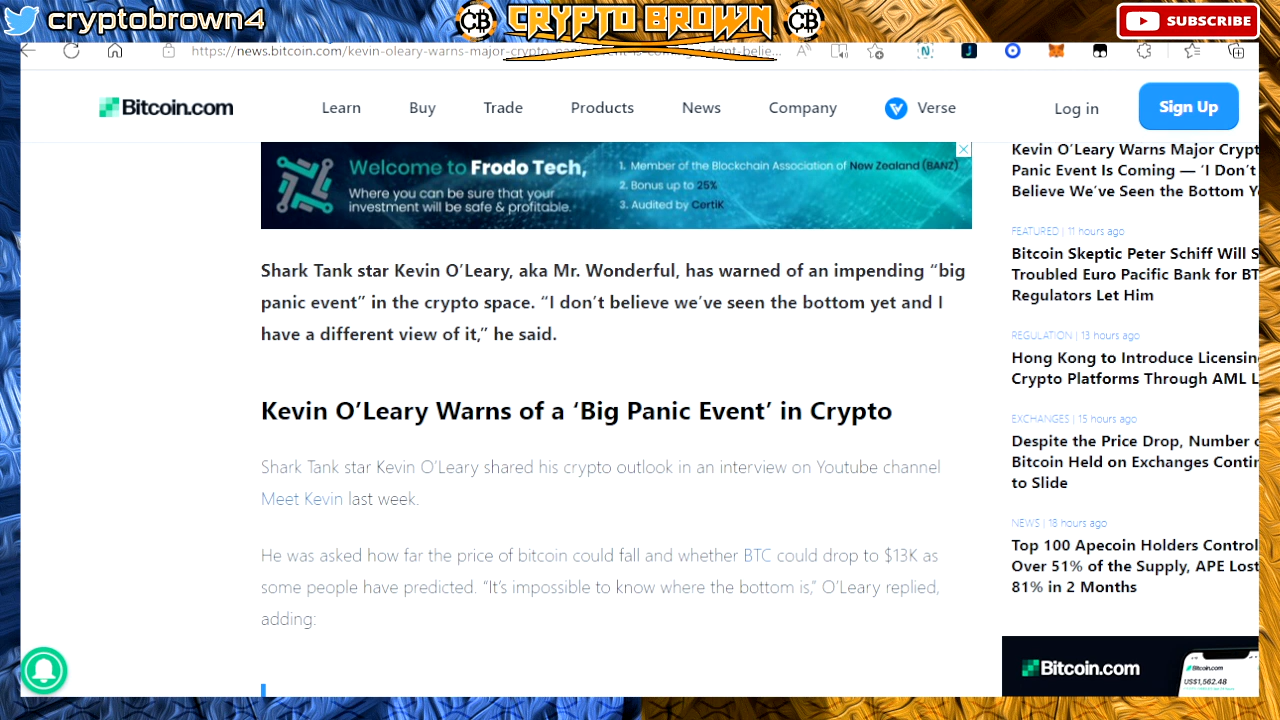 cryptobrown4
CB CRYPTO BROWN CB
SUBSCRIBE
https://news.bitcoin.com/kevin-oleary-warns-major-crypto-pa
dont-belie...
Bitcoin.com
Learn
Buy
Trade
Products
News
Company
Verse
Log in
Sign Up
Welcome to Frodo Tech,
Where you can be sure that your
investment will be safe & profitable.
1. Member of the Blockchain Association of New Zealand (BANZ)
2. Bonus up to 25%
3. Audited by CertiK
Shark Tank star Kevin O’Leary, aka Mr. Wonderful, has warned of an impending “big
panic event” in the crypto space. “I don’t believe we’ve seen the bottom yet and I
have a different view of it,” he said.
Kevin O’Leary Warns of a ‘Big Panic Event’ in Crypto
Shark Tank star Kevin O’Leary shared his crypto outlook in an interview on Youtube channel
Meet Kevin last week.
He was asked how far the price of bitcoin could fall and whether BTC could drop to $13K as
some people have predicted. “It’s impossible to know where the bottom is,” O’Leary replied,
adding:
Kevin O’Leary Warns Major Crypt
Panic Event Is Coming — ‘I Don’t
Believe We’ve Seen the Bottom Y
FEATURED | 11 hours ago
Bitcoin Skeptic Peter Schiff Will S
Troubled Euro Pacific Bank for BT
Regulators Let Him
REGULATION | 13 hours ago
Hong Kong to Introduce Licensin
Crypto Platforms Through AML L
EXCHANGES | 15 hours ago
Despite the Price Drop, Number o
Bitcoin Held on Exchanges Contin
to Slide
NEWS | 18 hours ago
Top 100 Apecoin Holders Control
Over 51% of the Supply, APE Lost
81% in 2 Months
Bitcoin.com
Bitcoin.com
US$1,562.48